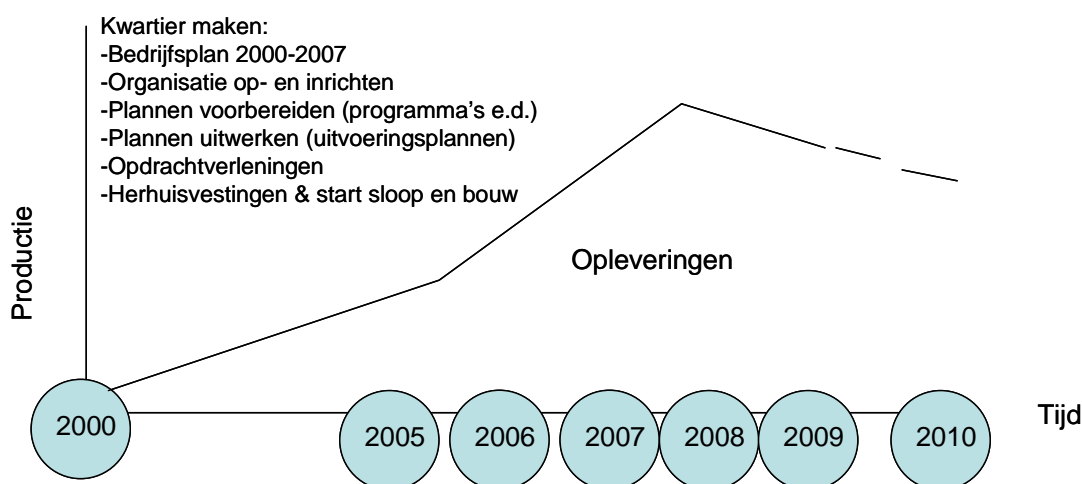 Kwartier maken:
-Bedrijfsplan 2000-2007
-Organisatie op- en inrichten
-Plannen voorbereiden (programma's e.d.)
-Plannen uitwerken (uitvoeringsplannen)
-Opdrachtverleningen
-Herhuisvestingen & start sloop en bouw
Productie
Opleveringen
2000
2005
2006
2007
2008
2009
2010
Tijd